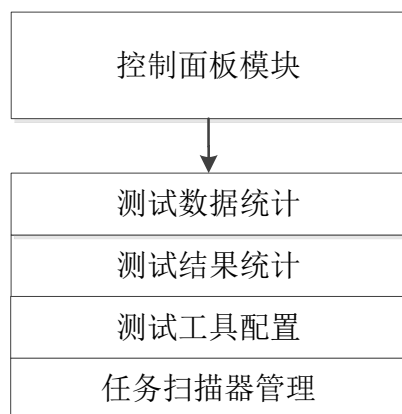 控制面板模块
测试数据统计
测试结果统计
测试工具配置
任务扫描器管理